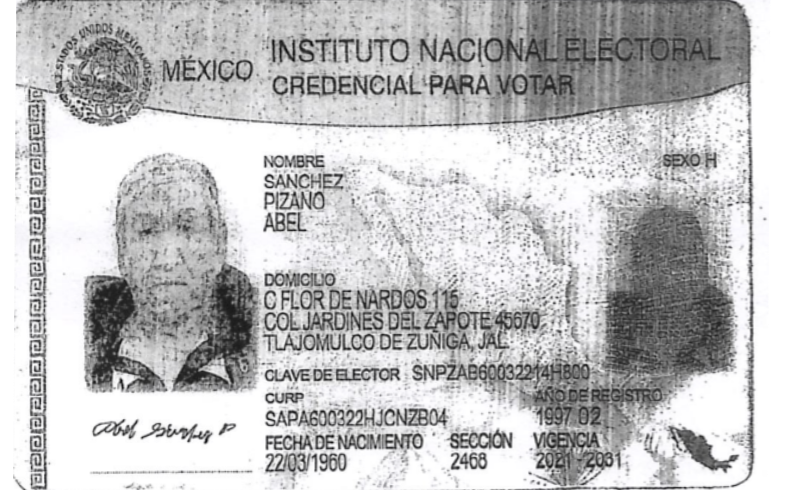 ESTADOS UNIDOS MEXICANOS
MÉXICO
INSTITUTO NACIONAL ELECTORAL
CREDENCIAL PARA VOTAR
NOMBRE
SEXO H
SANCHEZ
PIZANO
ABEL
DOMICILIO
C FLOR DE NARDOS 115
COL JARDINES DEL ZAPOTE 45670
TLAJOMULCO DE ZUÑIGA, JAL.
CLAVE DE ELECTOR SNPZAB60032214H800
CURP AÑO DE REGISTRO
SAPA600322HJCNZB04 1997 02
FECHA DE NACIMIENTO SECCIÓN VIGENCIA
22/03/1960 2468 2021 - 2031
Abel Sanchez P